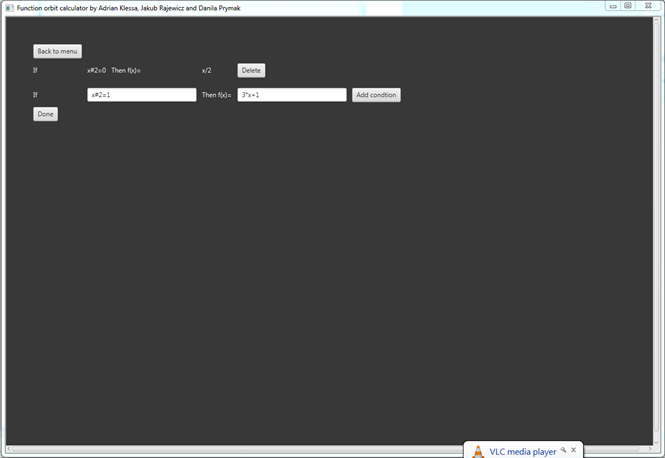 Function orbit calculator by Adrian Klessa, Jakub Rajewicz and Danila Prymak
Back to menu
If x#2=0 Then f(x)= x/2 Delete
If x#2=1 Then f(x)= 3*x+1 Add condtion
Done
VLC media player